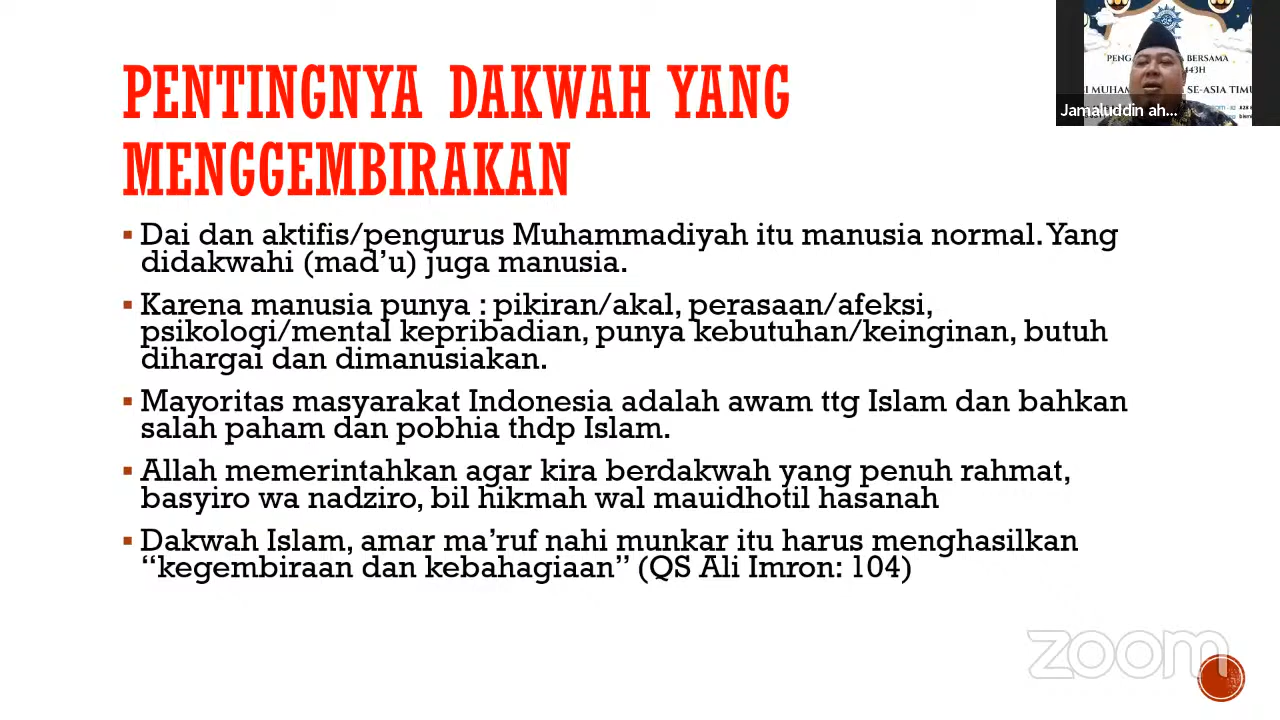 PENTINGNYA DAKWAH YANG
MENGGEMBIRAKAN
Dai dan aktifis/pengurus Muhammadiyah itu manusia normal. Yang
didakwahi (mad’u) juga manusia.
Karena manusia punya : pikiran/akal, perasaan/afeksi,
psikologi/mental kepribadian, punya kebutuhan/keinginan, butuh
dihargai dan dimanusiakan.
Mayoritas masyarakat Indonesia adalah awam ttg Islam dan bahkan
salah paham dan pobhia thdp Islam.
Allah memerintahkan agar kira berdakwah yang penuh rahmat,
basyiro wa nadziro, bil hikmah wal mauidhotil hasanah
Dakwah Islam, amar ma’ruf nahi munkar itu harus menghasilkan
“kegembiraan dan kebahagiaan” (QS Ali Imron: 104)
BERSAMA
SE-ASIA TIMU
Jamaluddin ah...
zoom